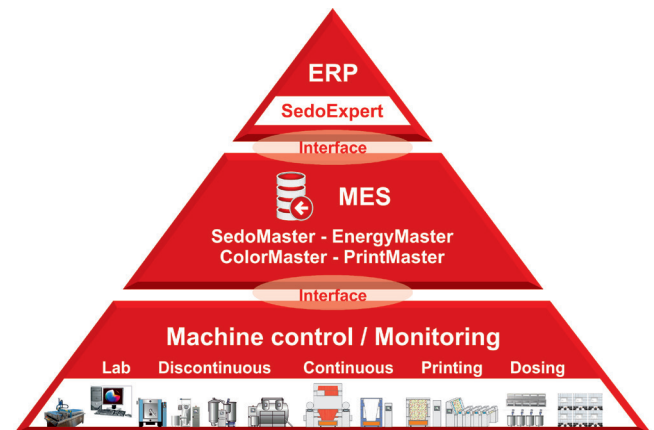 ERP
SedoExpert
Interface
MES
SedoMaster - EnergyMaster
ColorMaster - PrintMaster
Interface
Machine control / Monitoring
Lab Discontinuous Continuous Printing Dosing